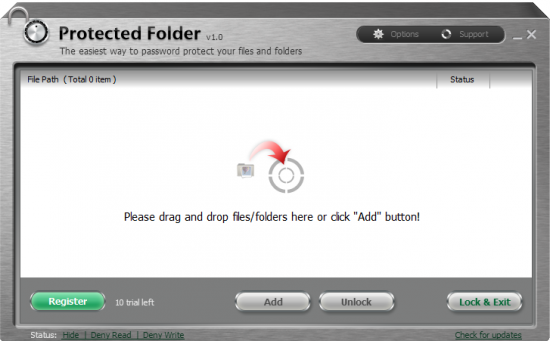 Protected Folder v1.0
Options Support
The easiest way to password protect your files and folders
File Path ( Total 0 item ) Status
Please drag and drop files/folders here or click "Add" button!
Register 10 trial left Add Unlock Lock & Exit
Status: Hide | Deny Read | Deny Write Check for updates